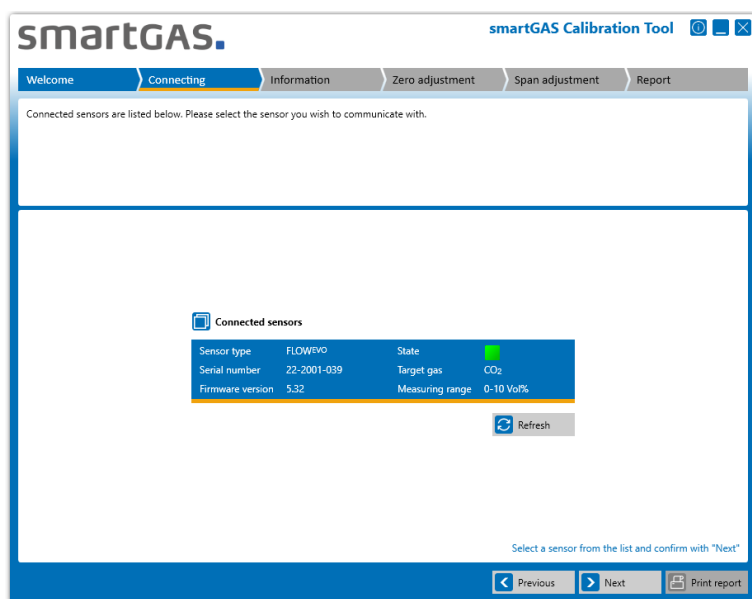 smartGAS.
smartGAS Calibration Tool
Welcome
Connecting
Information
Zero adjustment
Span adjustment
Report
Connected sensors are listed below. Please select the sensor you wish to communicate with.
Connected sensors
Sensor type FLOWEVO State
Serial number 22-2001-039 Target gas CO2
Firmware version 5.32 Measuring range 0-10 Vol%
Refresh
Select a sensor from the list and confirm with "Next"
Previous
Next
Print report